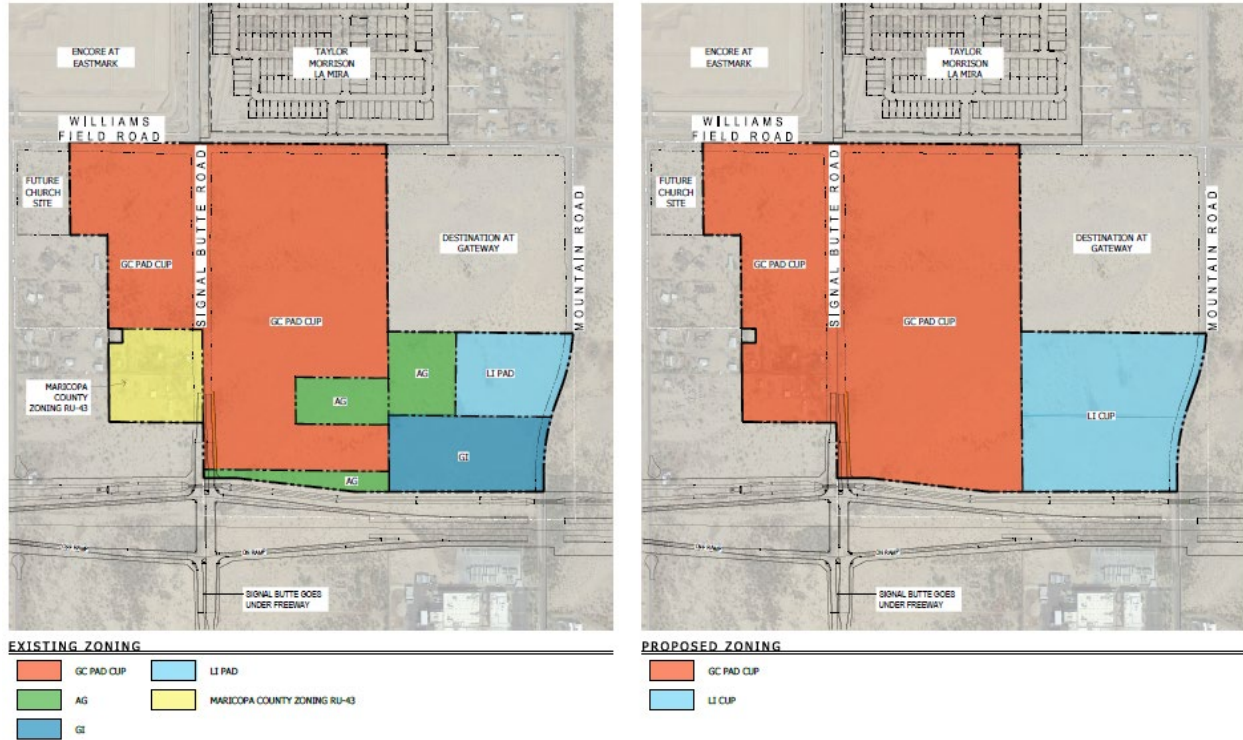 ENCORE AT
EASTMARK
TAYLOR
MORRISON
LA MIRA
WILLIAMS
FIELD ROAD
FUTURE
CHURCH
SITE
SIGNAL BUTTE ROAD
MOUNTAIN ROAD
DESTINATION AT
GATEWAY
GC PAD CUP
GC PAD CUP
AG
LI PAD
MARICOPA
COUNTY
ZONING RU-43
AG
GI
AG
OFF RAMP
ON RAMP
SIGNAL BUTTE GOES
UNDER FREEWAY
EXISTING ZONING
GC PAD CUP
LI PAD
AG
MARICOPA COUNTY ZONING RU-43
GI
ENCORE AT
EASTMARK
TAYLOR
MORRISON
LA MIRA
WILLIAMS
FIELD ROAD
FUTURE
CHURCH
SITE
SIGNAL BUTTE ROAD
MOUNTAIN ROAD
DESTINATION AT
GATEWAY
GC PAD CUP
GC PAD CUP
LI CUP
OFF RAMP
ON RAMP
SIGNAL BUTTE GOES
UNDER FREEWAY
PROPOSED ZONING
GC PAD CUP
LI CUP